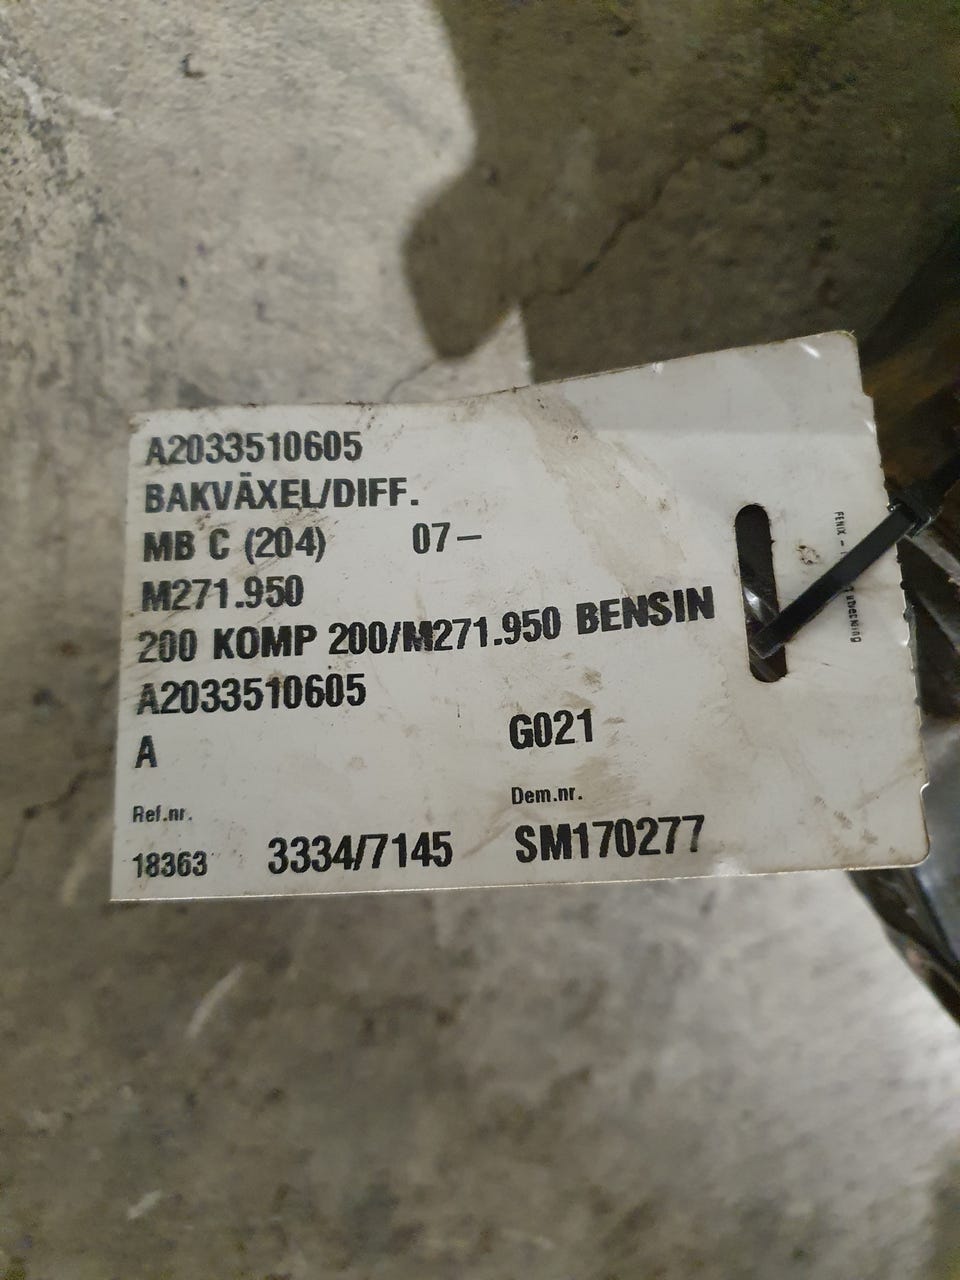 A2033510605
BAKVÄXEL/DIFF.
MB C (204) 07–
M271.950
200 KOMP 200/M271.950 BENSIN
A2033510605
A G021
Ref.nr. Dem.nr.
18363 3334/7145 SM170277
FENIX –